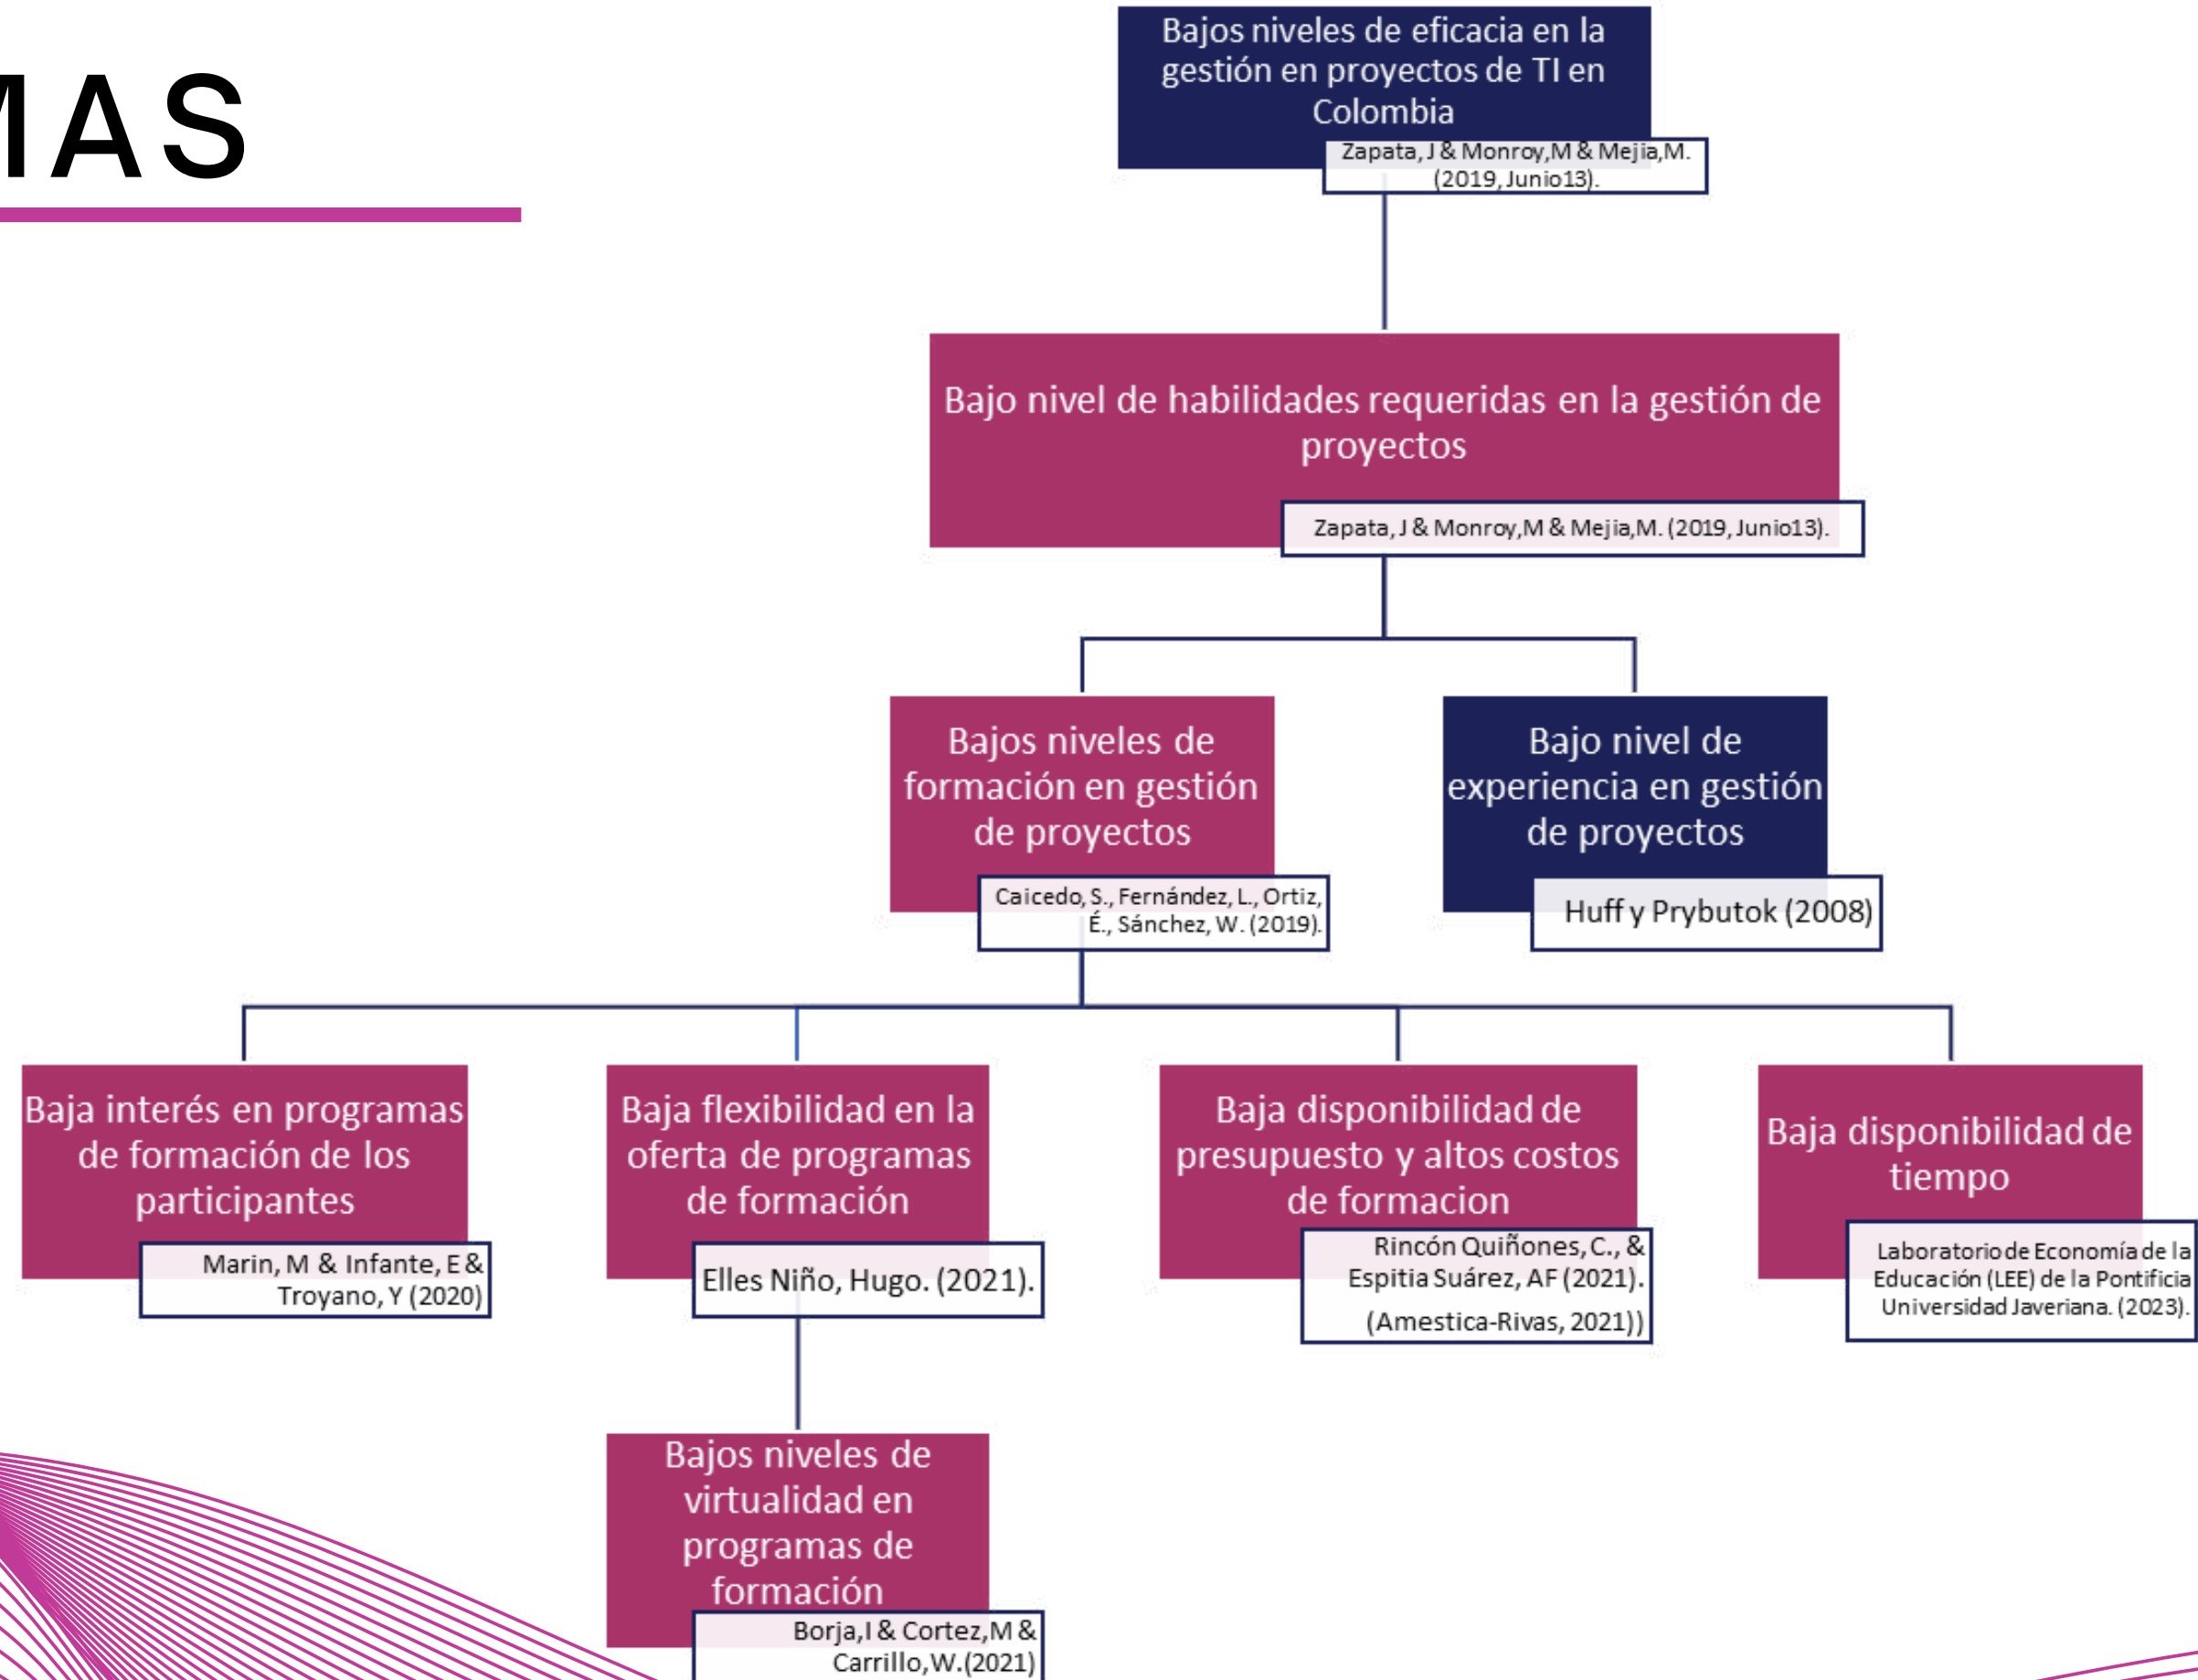 MAS
Bajos niveles de eficacia en la
gestión en proyectos de TI en
Colombia
Zapata,J & Monroy,M & Mejia,M.
(2019, Junio13).
Bajo nivel de habilidades requeridas en la gestión de
proyectos
Zapata,J & Monroy,M & Mejia,M. (2019, Junio13).
Bajos niveles de
formación en gestión
de proyectos
Caicedo, S., Fernández, L., Ortiz,
É., Sánchez, W. (2019).
Bajo nivel de
experiencia en gestión
de proyectos
Huff y Prybutok (2008)
Baja interés en programas
de formación de los
participantes
Marin, M & Infante, E &
Troyano, Y (2020)
Baja flexibilidad en la
oferta de programas
de formación
Elles Niño, Hugo. (2021).
Baja disponibilidad de
presupuesto y altos costos
de formacion
Rincón Quiñones, C., &
Espitia Suárez, AF (2021).
(Amestica-Rivas, 2021))
Baja disponibilidad de
tiempo
Laboratorio de Economía de la
Educación (LEE) de la Pontificia
Universidad Javeriana. (2023).
Bajos niveles de
virtualidad en
programas de
formación
Borja,I & Cortez,M &
Carrillo,W.(2021)